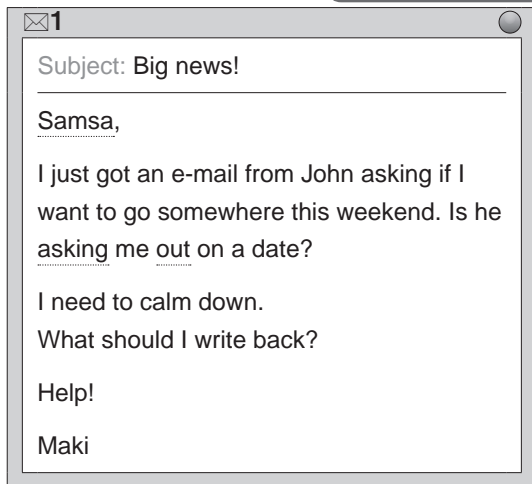 1
Subject: Big news!
Samsa,
I just got an e-mail from John asking if I
want to go somewhere this weekend. Is he
asking me out on a date?
I need to calm down.
What should I write back?
Help!
Maki